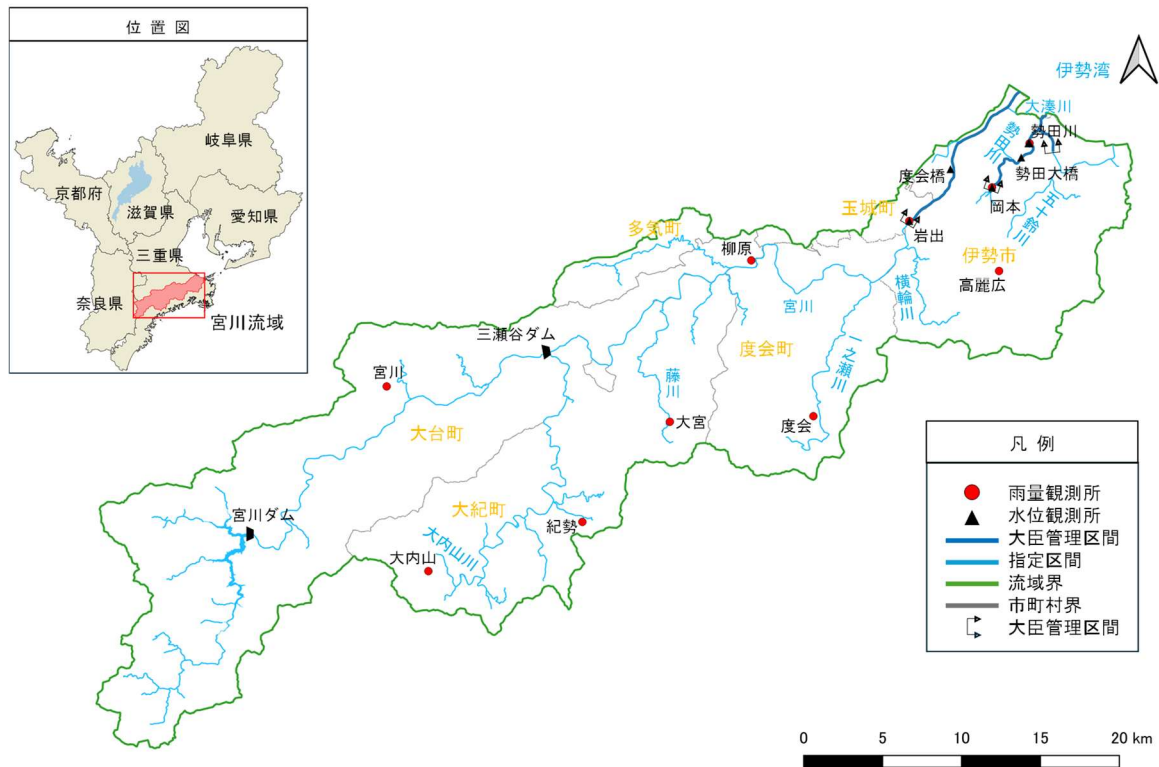 位置図
岐阜県
京都府
滋賀県
愛知県
三重県
奈良県
宮川流域
伊勢湾
大湊川
勢田川
勢田川
度会橋
勢田大橋
岡本
五十鈴川
玉城町
岩出
伊勢市
高麗広
多気町
柳原
横輪川
宮川
三瀬谷ダム
度会町
一之瀬川
藤川
宮川
大宮
度会
大台町
宮川ダム
大紀町
紀勢
大内山川
大内山
凡例
雨量観測所
水位観測所
大臣管理区間
指定区間
流域界
市町村界
大臣管理区間
0 5 10 15 20 km